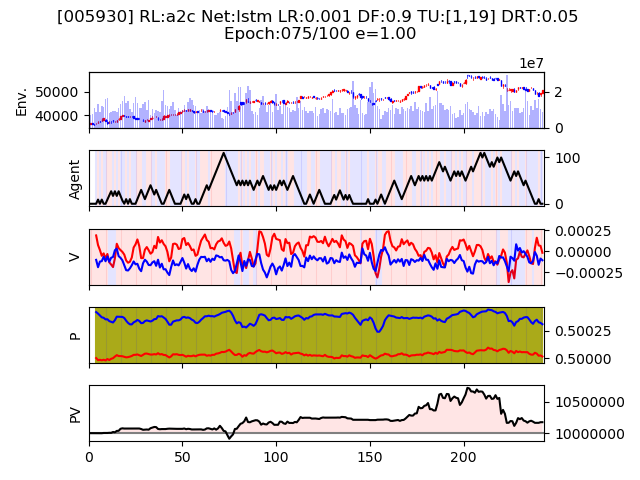 [005930] RL:a2c Net:lstm LR:0.001 DF:0.9 TU:[1,19] DRT:0.05
Epoch:075/100 e=1.00
1e7
Env.
50000
40000
2
0
Agent
100
0
V
0.00025
0.00000
−0.00025
P
0.50025
0.50000
PV
10500000
10000000
0 50 100 150 200